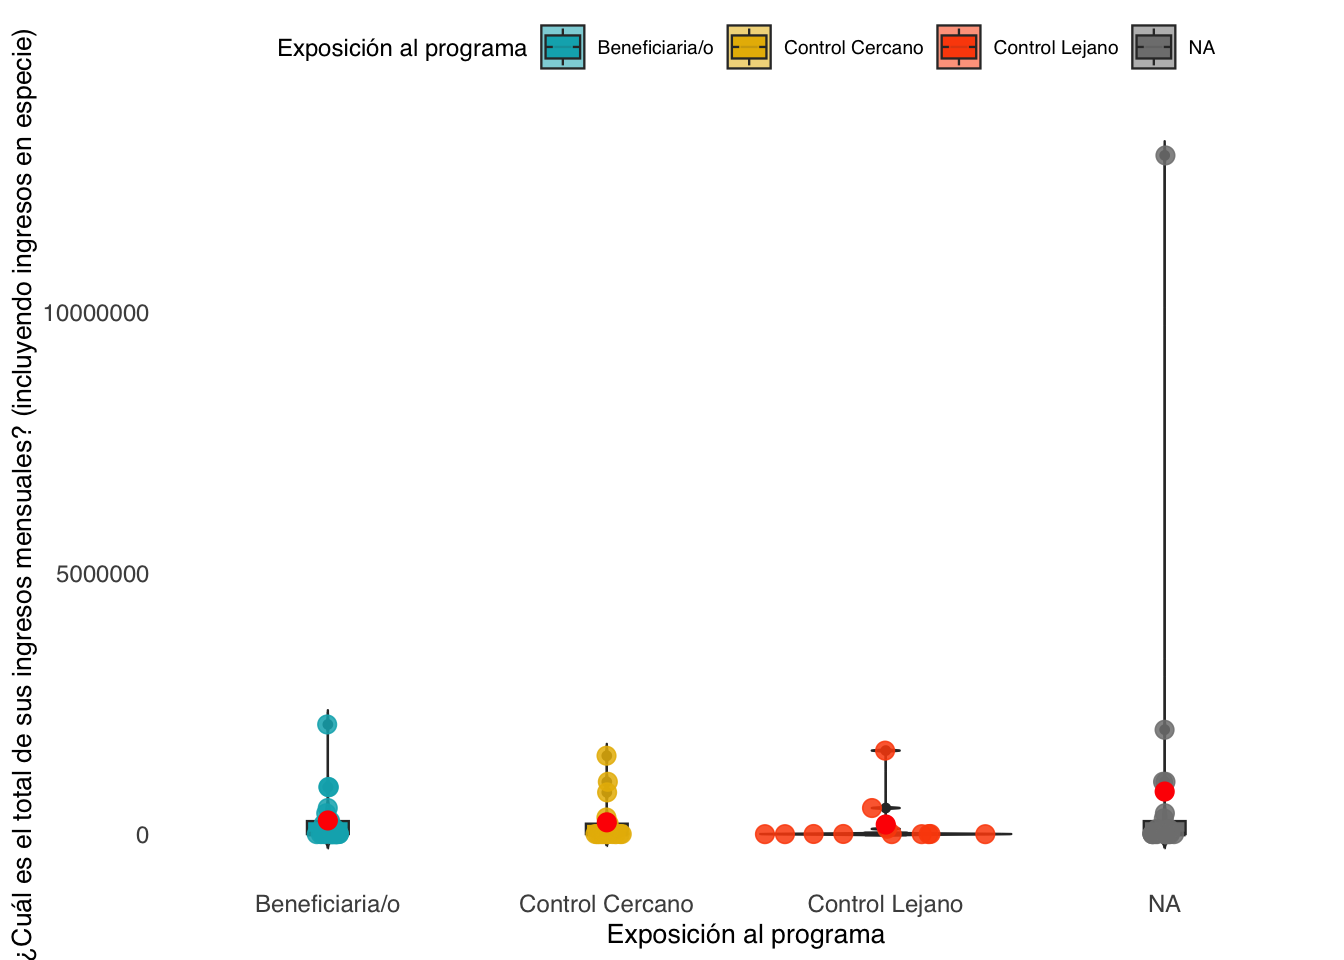 Exposición al programa
Beneficiaria/o
Control Cercano
Control Lejano
NA
¿Cuál es el total de sus ingresos mensuales? (incluyendo ingresos en especie)
10000000
5000000
0
Beneficiaria/o
Control Cercano
Control Lejano
NA
Exposición al programa